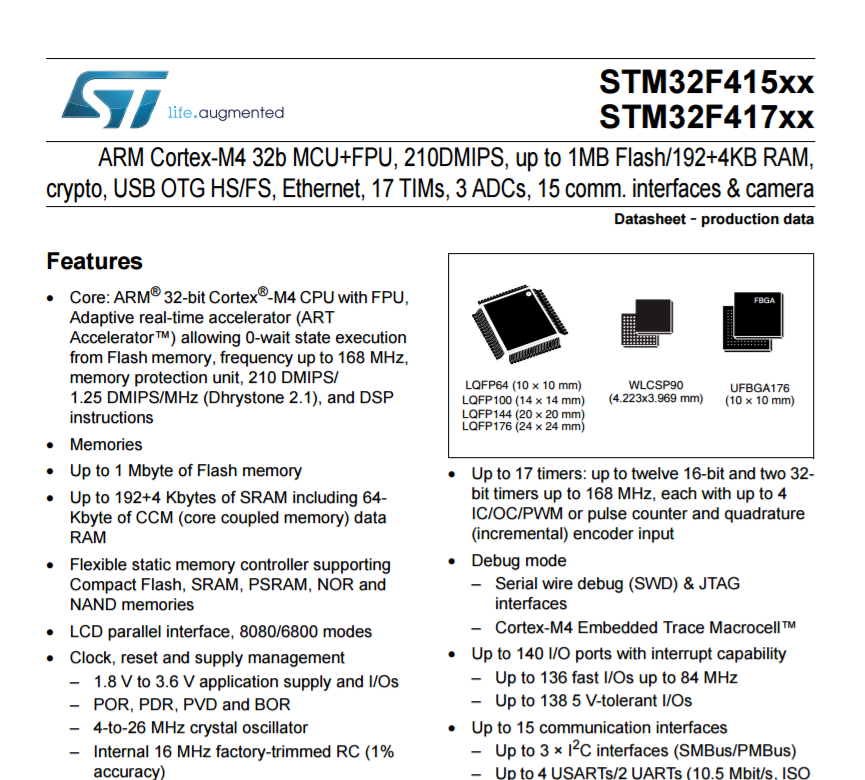 STM32F415xx
STM32F417xx
life.augmented
ARM Cortex-M4 32b MCU+FPU, 210DMIPS, up to 1MB Flash/192+4KB RAM,
crypto, USB OTG HS/FS, Ethernet, 17 TIMs, 3 ADCs, 15 comm. interfaces & camera
Datasheet - production data
Features
• Core: ARM® 32-bit Cortex®-M4 CPU with FPU,
Adaptive real-time accelerator (ART
Accelerator™) allowing 0-wait state execution
from Flash memory, frequency up to 168 MHz,
memory protection unit, 210 DMIPS/
1.25 DMIPS/MHz (Dhrystone 2.1), and DSP
instructions
• Memories
• Up to 1 Mbyte of Flash memory
• Up to 192+4 Kbytes of SRAM including 64-
Kbyte of CCM (core coupled memory) data
RAM
• Flexible static memory controller supporting
Compact Flash, SRAM, PSRAM, NOR and
NAND memories
• LCD parallel interface, 8080/6800 modes
• Clock, reset and supply management
– 1.8 V to 3.6 V application supply and I/Os
– POR, PDR, PVD and BOR
– 4-to-26 MHz crystal oscillator
– Internal 16 MHz factory-trimmed RC (1%
accuracy)
FBGA
LQFP64 (10 × 10 mm)
LQFP100 (14 × 14 mm)
LQFP144 (20 × 20 mm)
LQFP176 (24 × 24 mm)
WLCSP90
(4.223x3.969 mm)
UFBGA176
(10 × 10 mm)
• Up to 17 timers: up to twelve 16-bit and two 32-
bit timers up to 168 MHz, each with up to 4
IC/OC/PWM or pulse counter and quadrature
(incremental) encoder input
• Debug mode
– Serial wire debug (SWD) & JTAG
interfaces
– Cortex-M4 Embedded Trace Macrocell™
• Up to 140 I/O ports with interrupt capability
– Up to 136 fast I/Os up to 84 MHz
– Up to 138 5 V-tolerant I/Os
• Up to 15 communication interfaces
– Up to 3 × I²C interfaces (SMBus/PMBus)
– Up to 4 USARTs/2 UARTs (10.5 Mbit/s, ISO